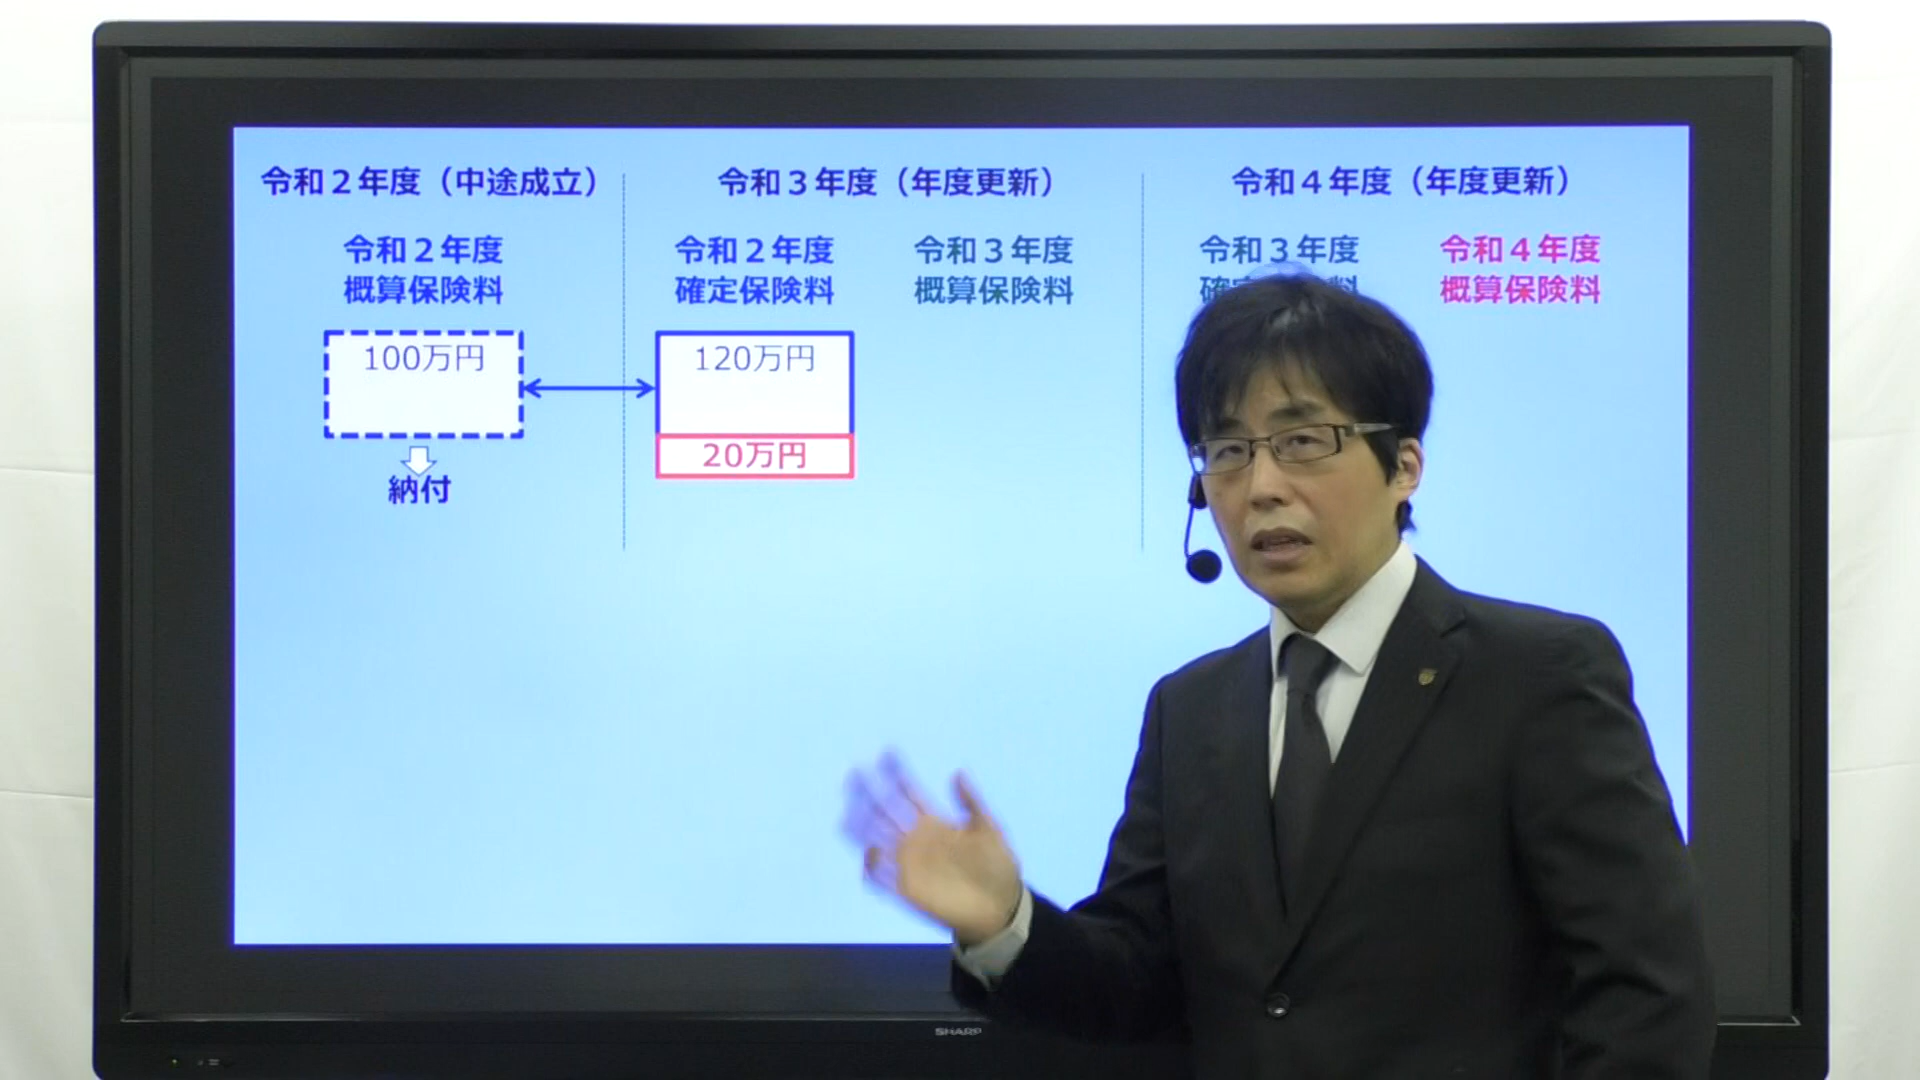 令和２年度（中途成立）
令和３年度（年度更新）
令和４年度（年度更新）
令和２年度
概算保険料
令和２年度
確定保険料
令和３年度
概算保険料
令和３年度
令和４年度
概算保険料
100万円
120万円
20万円
納付
SHARP